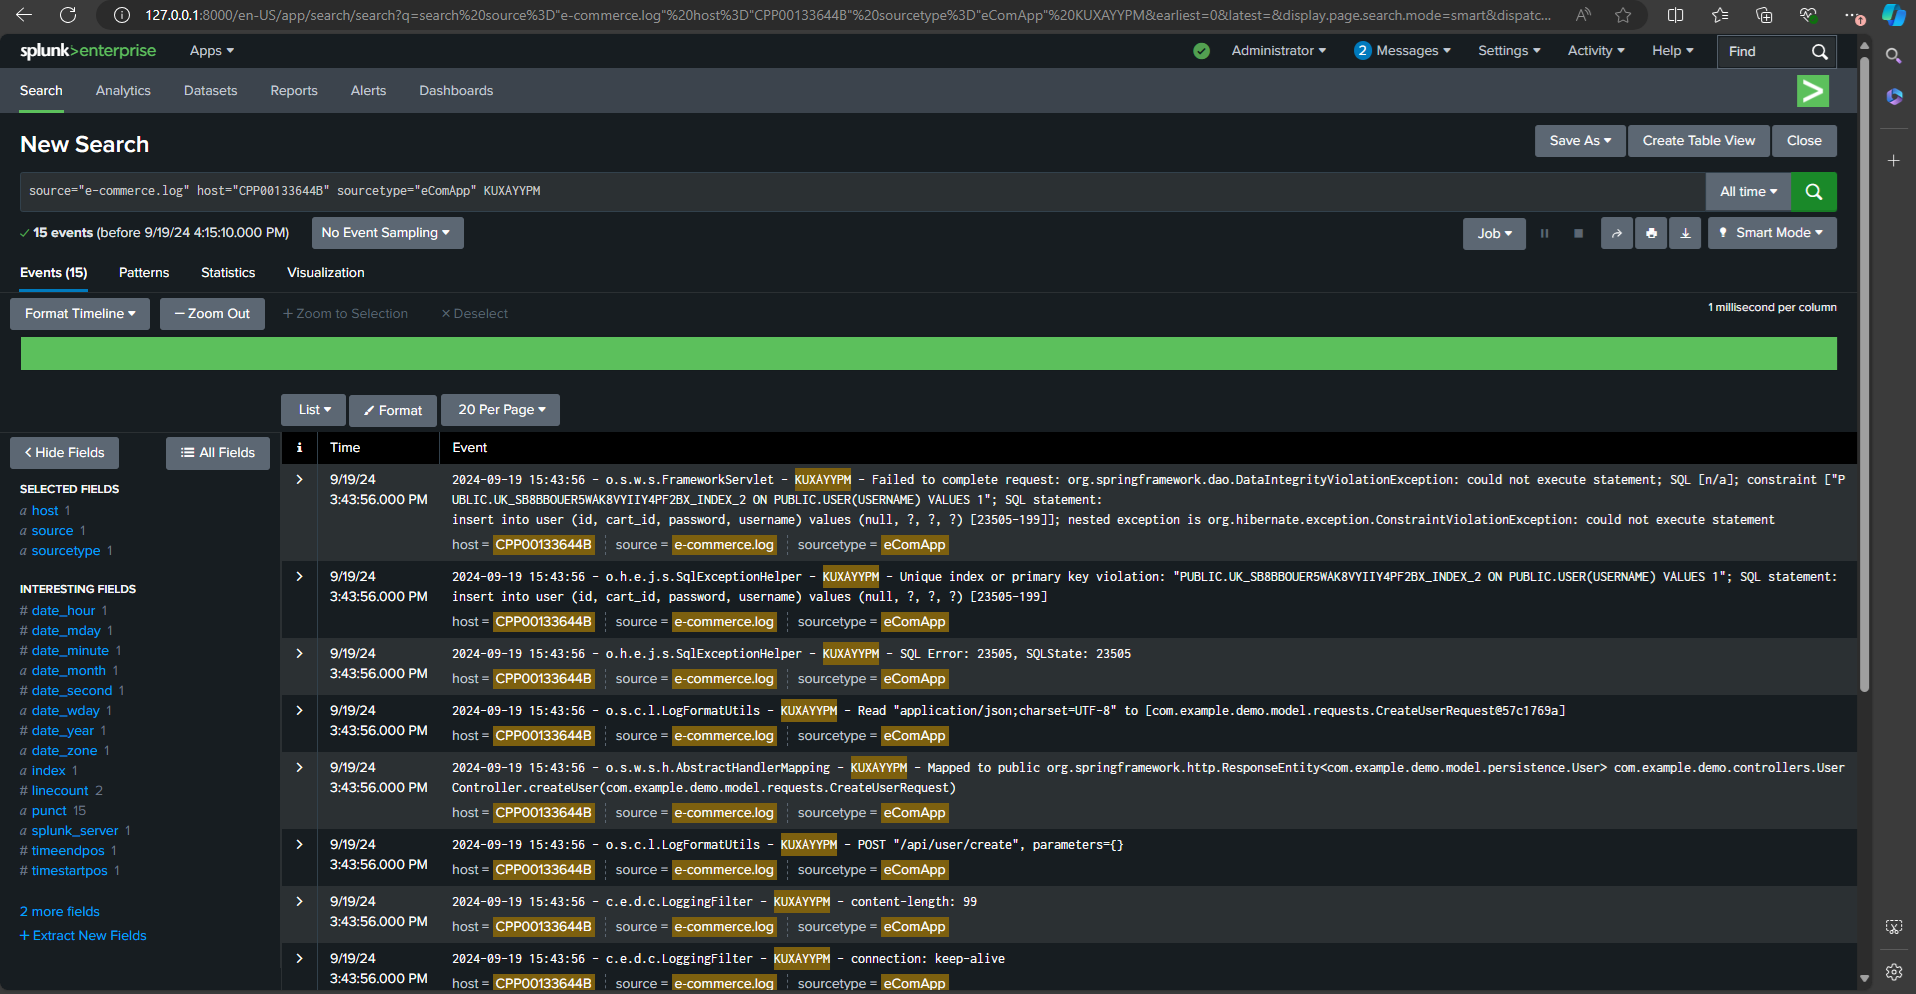 127.0.0.1:8000/en-US/app/search/search?q=search%20source%3D"e-commerce.log"%20host%3D"CPP00133644B"%20sourcetype%3D"eComApp"%20KUXAYYPM&earliest=0&latest=&display.page.search.mode=smart&dispatc...
splunk>enterprise Apps Administrator 2 Messages Settings Activity Help Find
Search Analytics Datasets Reports Alerts Dashboards
New Search
Save As Create Table View Close
source="e-commerce.log" host="CPP00133644B" sourcetype="eComApp" KUXAYYPM
All time
15 events (before 9/19/24 4:15:10.000 PM) No Event Sampling Job Smart Mode
Events (15) Patterns Statistics Visualization
Format Timeline — Zoom Out + Zoom to Selection × Deselect 1 millisecond per column
List Format 20 Per Page
< Hide Fields All Fields
SELECTED FIELDS
a host 1
a source 1
a sourcetype 1
INTERESTING FIELDS
# date_hour 1
# date_mday 1
# date_minute 1
a date_month 1
# date_second 1
a date_wday 1
# date_year 1
a date_zone 1
a index 1
# linecount 2
a punct 15
a splunk_server 1
# timeendpos 1
# timestartpos 1
2 more fields
+ Extract New Fields
i Time Event
9/19/24
3:43:56.000 PM
2024-09-19 15:43:56 - o.s.w.s.FrameworkServlet - KUXAYYPM - Failed to complete request: org.springframework.dao.DataIntegrityViolationException: could not execute statement; SQL [n/a]; constraint ["P
UBLIC.UK_SB8BBOUER5WAK8VYIIY4PF2BX_INDEX_2 ON PUBLIC.USER(USERNAME) VALUES 1"; SQL statement:
insert into user (id, cart_id, password, username) values (null, ?, ?, ?) [23505-199]]; nested exception is org.hibernate.exception.ConstraintViolationException: could not execute statement
host = CPP00133644B source = e-commerce.log sourcetype = eComApp
9/19/24
3:43:56.000 PM
2024-09-19 15:43:56 - o.h.e.j.s.SqlExceptionHelper - KUXAYYPM - Unique index or primary key violation: "PUBLIC.UK_SB8BBOUER5WAK8VYIIY4PF2BX_INDEX_2 ON PUBLIC.USER(USERNAME) VALUES 1"; SQL statement:
insert into user (id, cart_id, password, username) values (null, ?, ?, ?) [23505-199]
host = CPP00133644B source = e-commerce.log sourcetype = eComApp
9/19/24
3:43:56.000 PM
2024-09-19 15:43:56 - o.h.e.j.s.SqlExceptionHelper - KUXAYYPM - SQL Error: 23505, SQLState: 23505
host = CPP00133644B source = e-commerce.log sourcetype = eComApp
9/19/24
3:43:56.000 PM
2024-09-19 15:43:56 - o.s.c.l.LogFormatUtils - KUXAYYPM - Read "application/json;charset=UTF-8" to [com.example.demo.model.requests.CreateUserRequest@57c1769a]
host = CPP00133644B source = e-commerce.log sourcetype = eComApp
9/19/24
3:43:56.000 PM
2024-09-19 15:43:56 - o.s.w.s.h.AbstractHandlerMapping - KUXAYYPM - Mapped to public org.springframework.http.ResponseEntity<com.example.demo.model.persistence.User> com.example.demo.controllers.User
Controller.createUser(com.example.demo.model.requests.CreateUserRequest)
host = CPP00133644B source = e-commerce.log sourcetype = eComApp
9/19/24
3:43:56.000 PM
2024-09-19 15:43:56 - o.s.c.l.LogFormatUtils - KUXAYYPM - POST "/api/user/create", parameters={}
host = CPP00133644B source = e-commerce.log sourcetype = eComApp
9/19/24
3:43:56.000 PM
2024-09-19 15:43:56 - c.e.d.c.LoggingFilter - KUXAYYPM - content-length: 99
host = CPP00133644B source = e-commerce.log sourcetype = eComApp
9/19/24
3:43:56.000 PM
2024-09-19 15:43:56 - c.e.d.c.LoggingFilter - KUXAYYPM - connection: keep-alive
host = CPP00133644B source = e-commerce.log sourcetype = eComApp